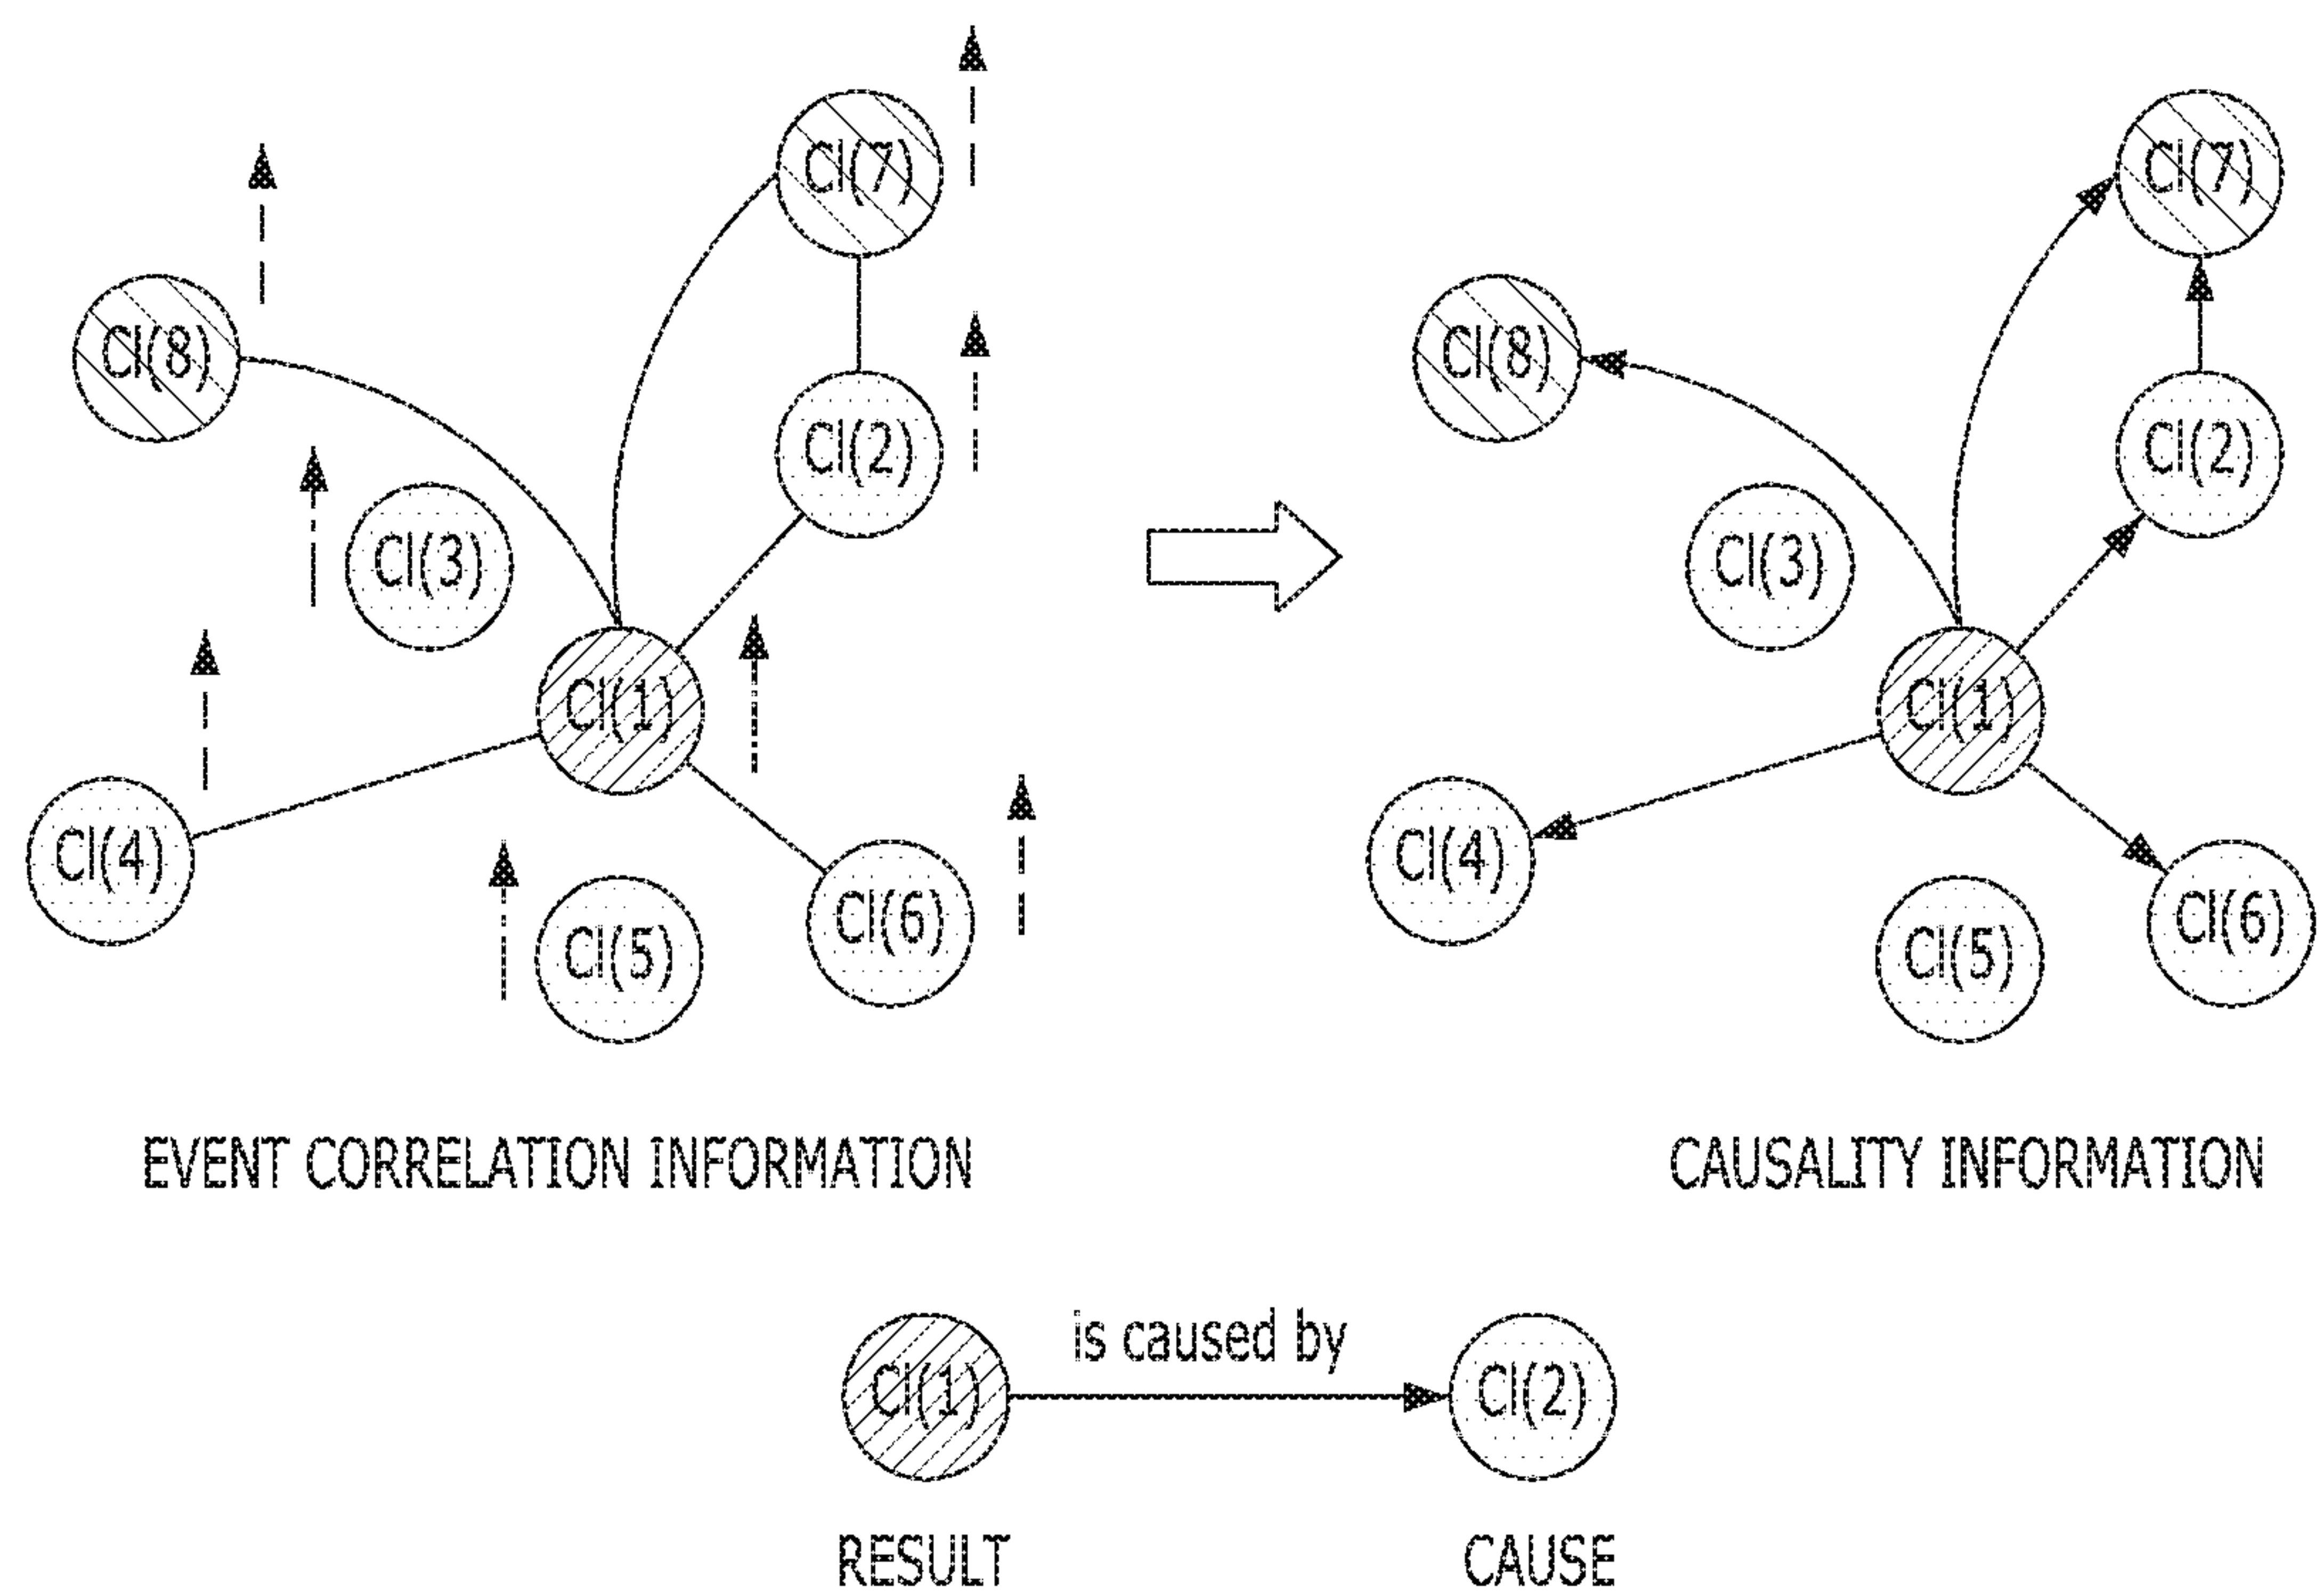 CI(7)
CI(8)
CI(2)
CI(3)
CI(1)
CI(4)
CI(6)
CI(5)
EVENT CORRELATION INFORMATION
CI(7)
CI(8)
CI(2)
CI(3)
CI(1)
CI(4)
CI(6)
CI(5)
CAUSALITY INFORMATION
CI(1)
is caused by
CI(2)
RESULT
CAUSE